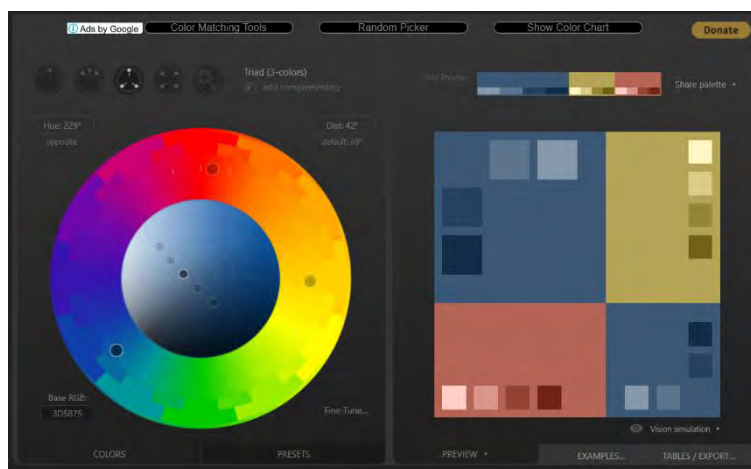 Ads by Google
Color Matching Tools
Random Picker
Show Color Chart
Donate
Triad (3-colors)
add complementary
Share palette
Hue: 229°
opposite
Dist: 42°
default: 30°
Base RGB:
3D5875
Fine Tune...
Vision simulation
COLORS
PRESETS
PREVIEW
EXAMPLES...
TABLES / EXPORT...